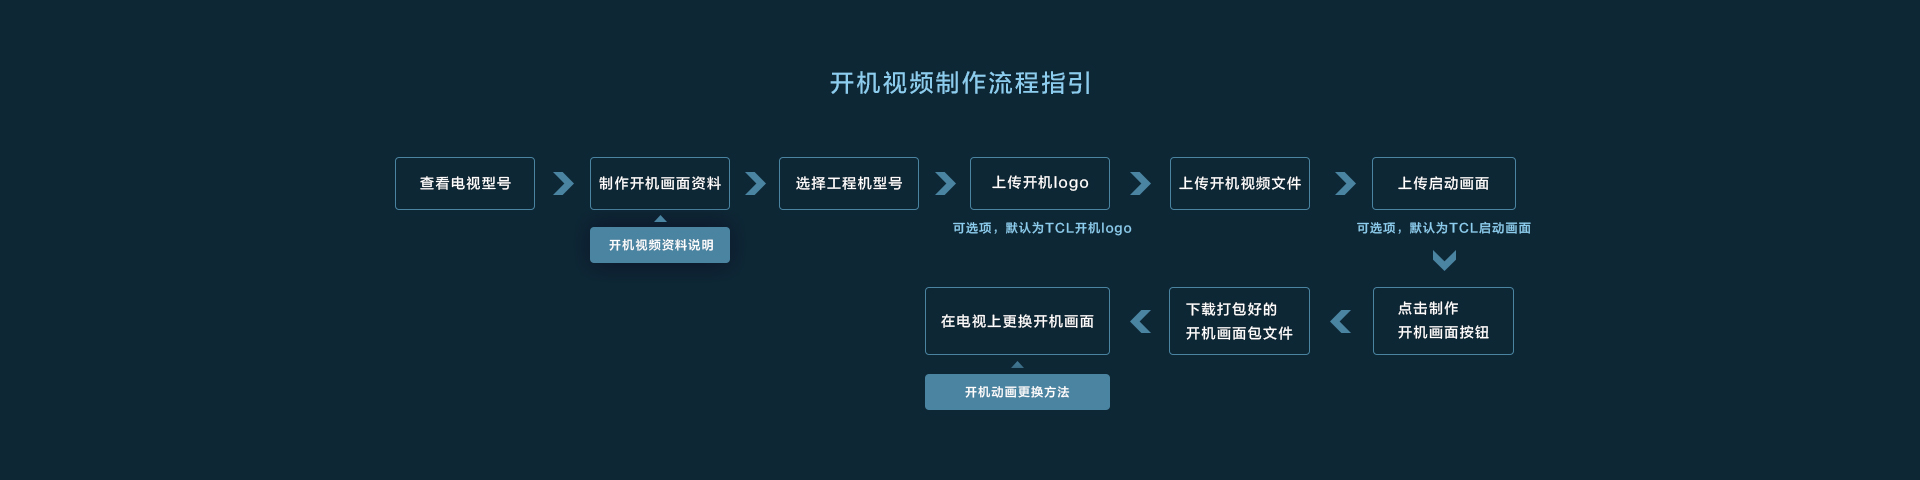 开机视频制作流程指引
查看电视型号
制作开机画面资料
选择工程机型号
上传开机logo
上传开机视频文件
上传启动画面
可选项，默认为TCL开机logo
可选项，默认为TCL启动画面
开机视频资料说明
点击制作
开机画面按钮
下载打包好的
开机画面包文件
在电视上更换开机画面
开机动画更换方法